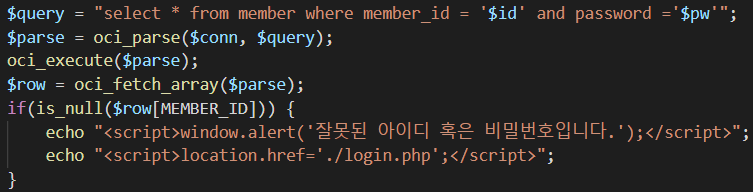 $query = "select * from member where member_id = '$id' and password ='$pw'";
$parse = oci_parse($conn, $query);
oci_execute($parse);
$row = oci_fetch_array($parse);
if(is_null($row[MEMBER_ID])) {
    echo "<script>window.alert('잘못된 아이디 혹은 비밀번호입니다.');</script>";
    echo "<script>location.href='./login.php';</script>";
}